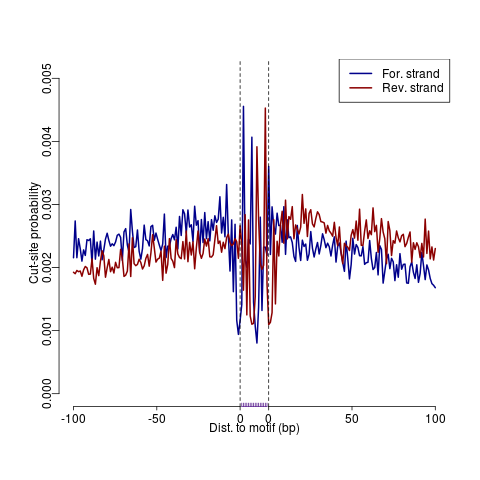 For. strand
Rev. strand
Cut-site probability
0.005
0.004
0.003
0.002
0.001
0.000
-100 -50 0 0 50 100
Dist. to motif (bp)